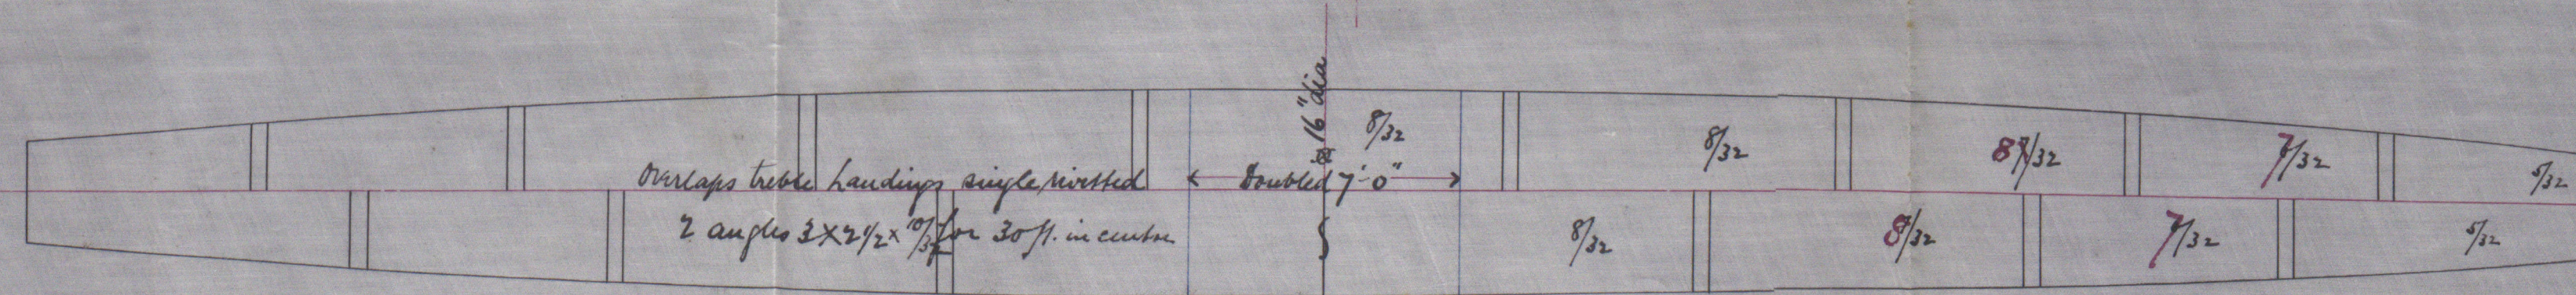 16" dia
8/32
8/32
87/32
7/32
5/32
Overlaps treble Landings single rivetted
Doubled 7'-0"
2 angles 3 x 2 1/2 x 10/32 for 30 ft. in centre
8/32
8/32
7/32
5/32